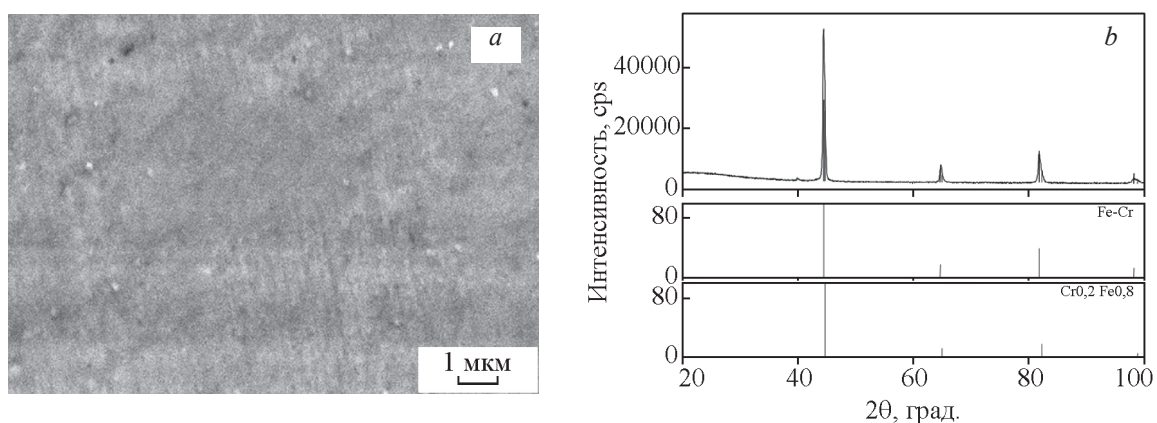 a
1 мкм
b
Интенсивность, cps
40000
20000
0
80
Fe-Cr
0
80
Cr0,2 Fe0,8
0
20
40
60
80
100
2θ, град.